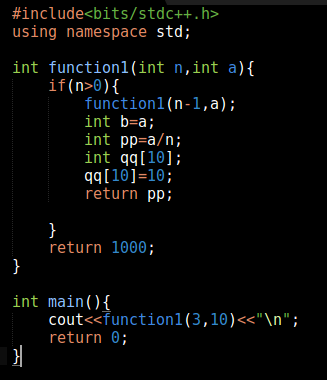 #include<bits/stdc++.h>
using namespace std;

int function1(int n,int a){
    if(n>0){
        function1(n-1,a);
        int b=a;
        int pp=a/n;
        int qq[10];
        qq[10]=10;
        return pp;

    }
    return 1000;
}

int main(){
    cout<<function1(3,10)<<"\n";
    return 0;
}